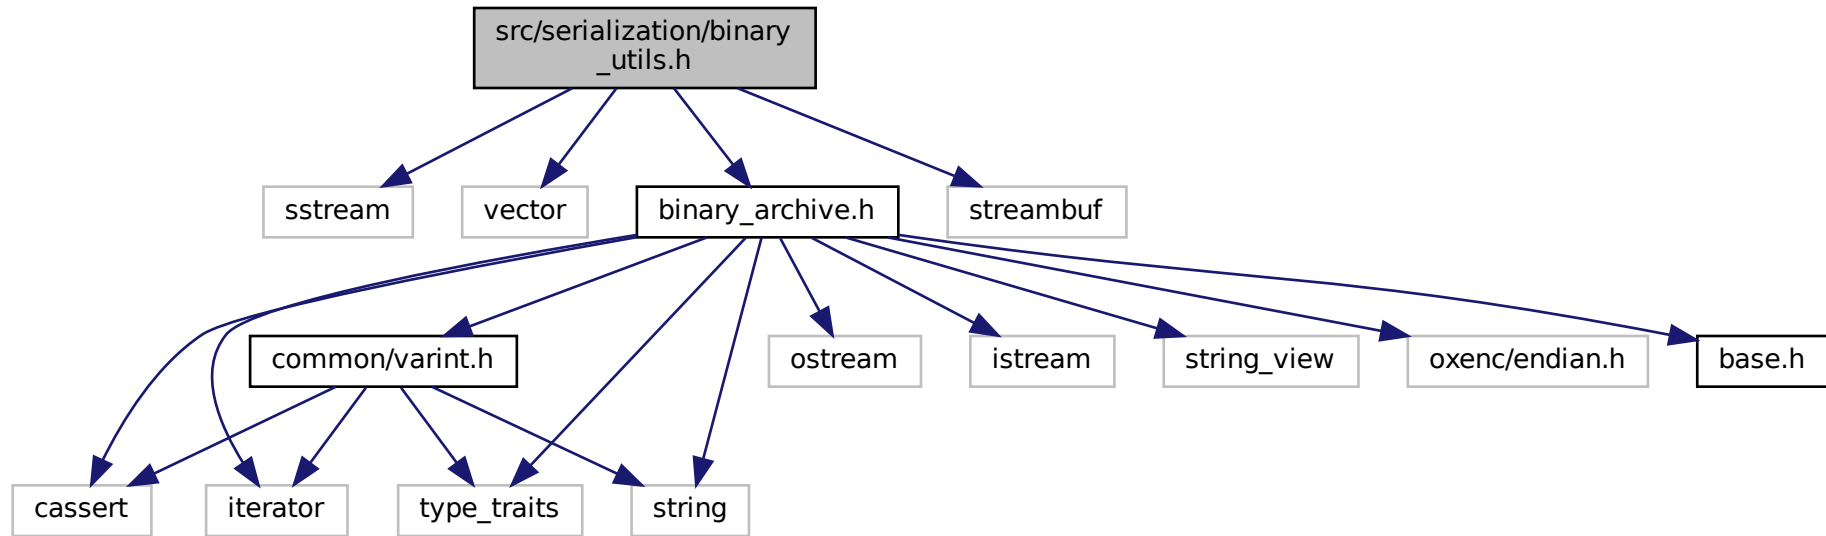 src/serialization/binary
_utils.h
sstream
vector
binary_archive.h
streambuf
common/varint.h
ostream
istream
string_view
oxenc/endian.h
base.h
cassert
iterator
type_traits
string